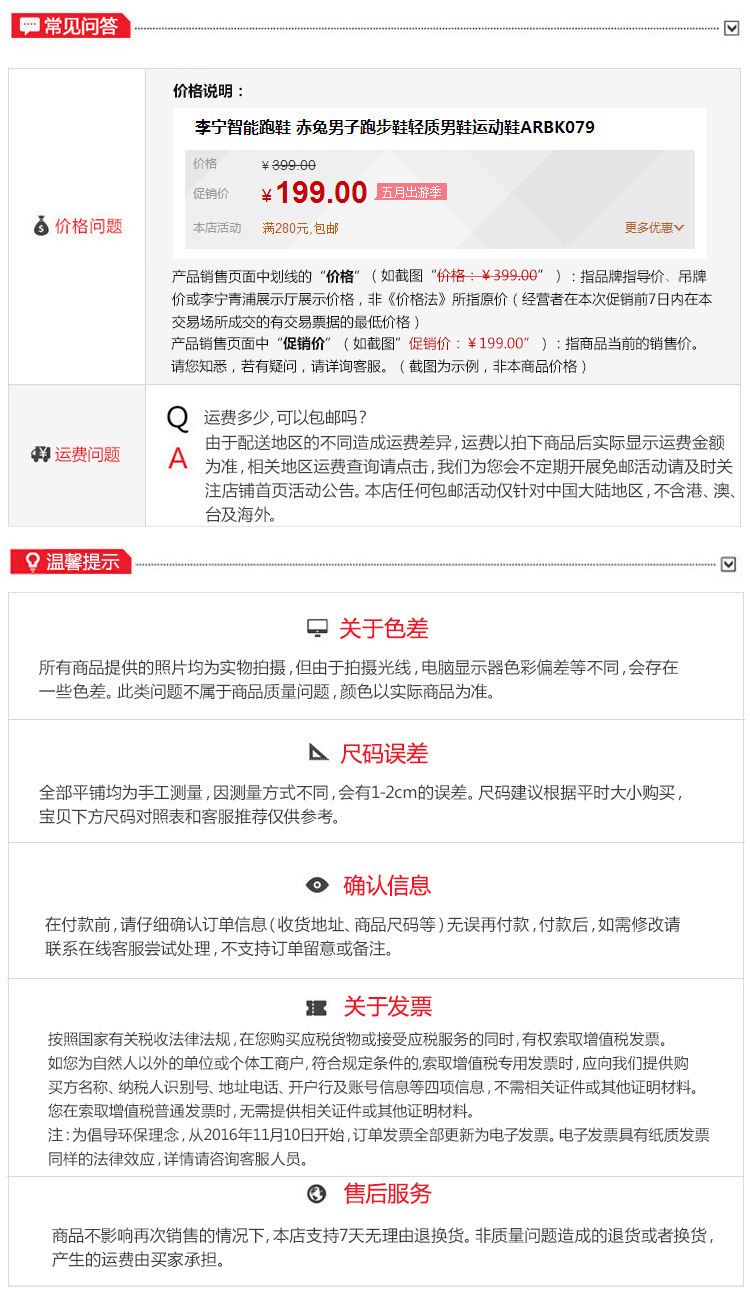 常见问答
价格说明：
李宁智能跑鞋 赤兔男子跑步鞋轻质男鞋运动鞋ARBK079
价格 ¥ 399.00
促销价 ¥ 199.00 五月出游季
本店活动 满280元,包邮 更多优惠
价格问题
产品销售页面中划线的“价格”（如截图“价格：¥399.00”）：指品牌指导价、吊牌
价或李宁青浦展示厅展示价格，非《价格法》所指原价（经营者在本次促销前7日内在本
交易场所成交的有交易票据的最低价格）
产品销售页面中“促销价”（如截图”促销价：¥199.00”）：指商品当前的销售价。
请您知悉，若有疑问，请详询客服。（截图为示例，非本商品价格）
运费问题
Q 运费多少,可以包邮吗?
A 由于配送地区的不同造成运费差异,运费以拍下商品后实际显示运费金额
为准,相关地区运费查询请点击,我们为您会不定期开展免邮活动请及时关
注店铺首页活动公告。本店任何包邮活动仅针对中国大陆地区,不含港、澳、
台及海外。
温馨提示
关于色差
所有商品提供的照片均为实物拍摄,但由于拍摄光线,电脑显示器色彩偏差等不同,会存在
一些色差。此类问题不属于商品质量问题,颜色以实际商品为准。
尺码误差
全部平铺均为手工测量,因测量方式不同,会有1-2cm的误差。尺码建议根据平时大小购买,
宝贝下方尺码对照表和客服推荐仅供参考。
确认信息
在付款前,请仔细确认订单信息(收货地址、商品尺码等)无误再付款,付款后,如需修改请
联系在线客服尝试处理,不支持订单留意或备注。
关于发票
按照国家有关税收法律法规,在您购买应税货物或接受应税服务的同时,有权索取增值税发票。
如您为自然人以外的单位或个体工商户,符合规定条件的,索取增值税专用发票时,应向我们提供购
买方名称、纳税人识别号、地址电话、开户行及账号信息等四项信息,不需相关证件或其他证明材料。
您在索取增值税普通发票时,无需提供相关证件或其他证明材料。
注:为倡导环保理念,从2016年11月10日开始,订单发票全部更新为电子发票。电子发票具有纸质发票
同样的法律效应,详情请咨询客服人员。
售后服务
商品不影响再次销售的情况下,本店支持7天无理由退换货。非质量问题造成的退货或者换货,
产生的运费由买家承担。